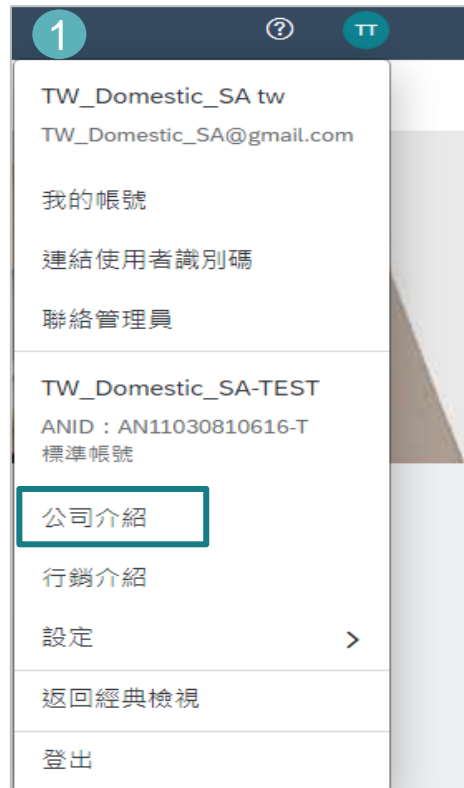 1
TT
TW_Domestic_SA tw
TW_Domestic_SA@gmail.com
我的帳號
連結使用者識別碼
聯絡管理員
TW_Domestic_SA-TEST
ANID：AN11030810616-T
標準帳號
公司介紹
行銷介紹
設定
返回經典檢視
登出